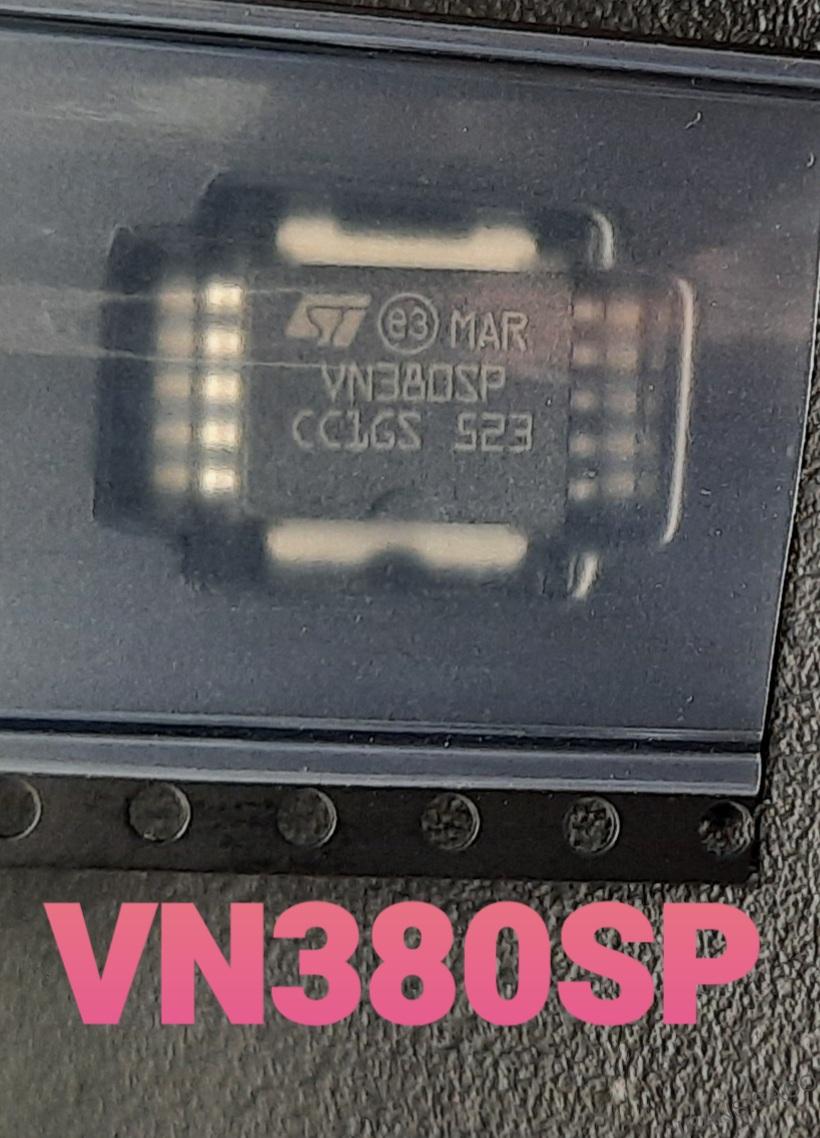 ST e3 MAR
VN380SP
CC1GS 523
VN380SP